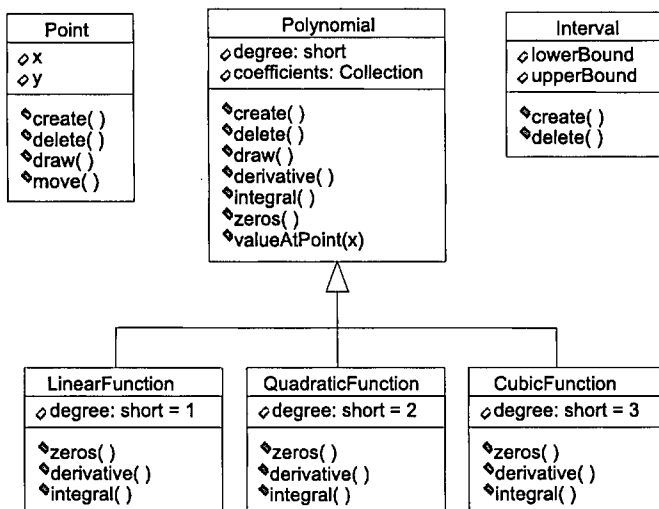 Point
x
y
create( )
delete( )
draw( )
move( )
Polynomial
degree: short
coefficients: Collection
create( )
delete( )
draw( )
derivative( )
integral( )
zeros( )
valueAtPoint(x)
Interval
lowerBound
upperBound
create( )
delete( )
LinearFunction
degree: short = 1
zeros( )
derivative( )
integral( )
QuadraticFunction
degree: short = 2
zeros( )
derivative( )
integral( )
CubicFunction
degree: short = 3
zeros( )
derivative( )
integral( )